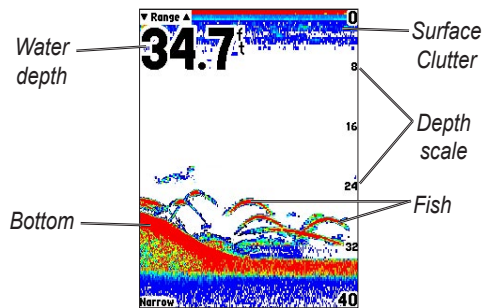 ▼ Range ▲
0
34.7 ft
Surface
Clutter
Water
depth
8
16
Depth
scale
24
Fish
Bottom
32
Narrow
40